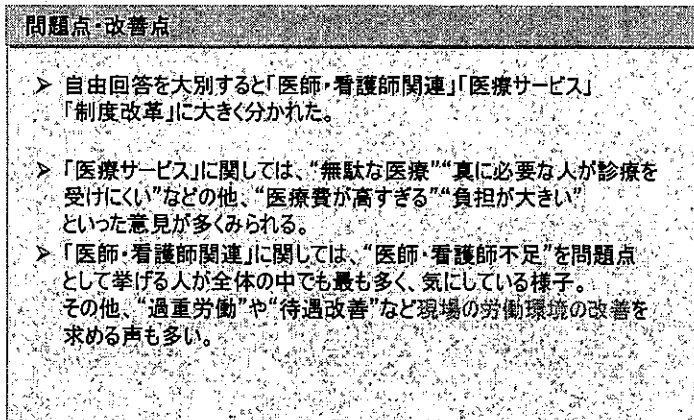 問題点・改善点
➢ 自由回答を大別すると「医師・看護師関連」「医療サービス」
「制度改革」に大きく分かれた。
➢ 「医療サービス」に関しては、“無駄な医療”“真に必要な人が診療を
受けにくい”などの他、“医療費が高すぎる”“負担が大きい”
といった意見が多くみられる。
➢ 「医師・看護師関連」に関しては、“医師・看護師不足”を問題点
として挙げる人が全体の中でも最も多く、気にしている様子。
その他、“過重労働”や“待遇改善”など現場の労働環境の改善を
求める声も多い。